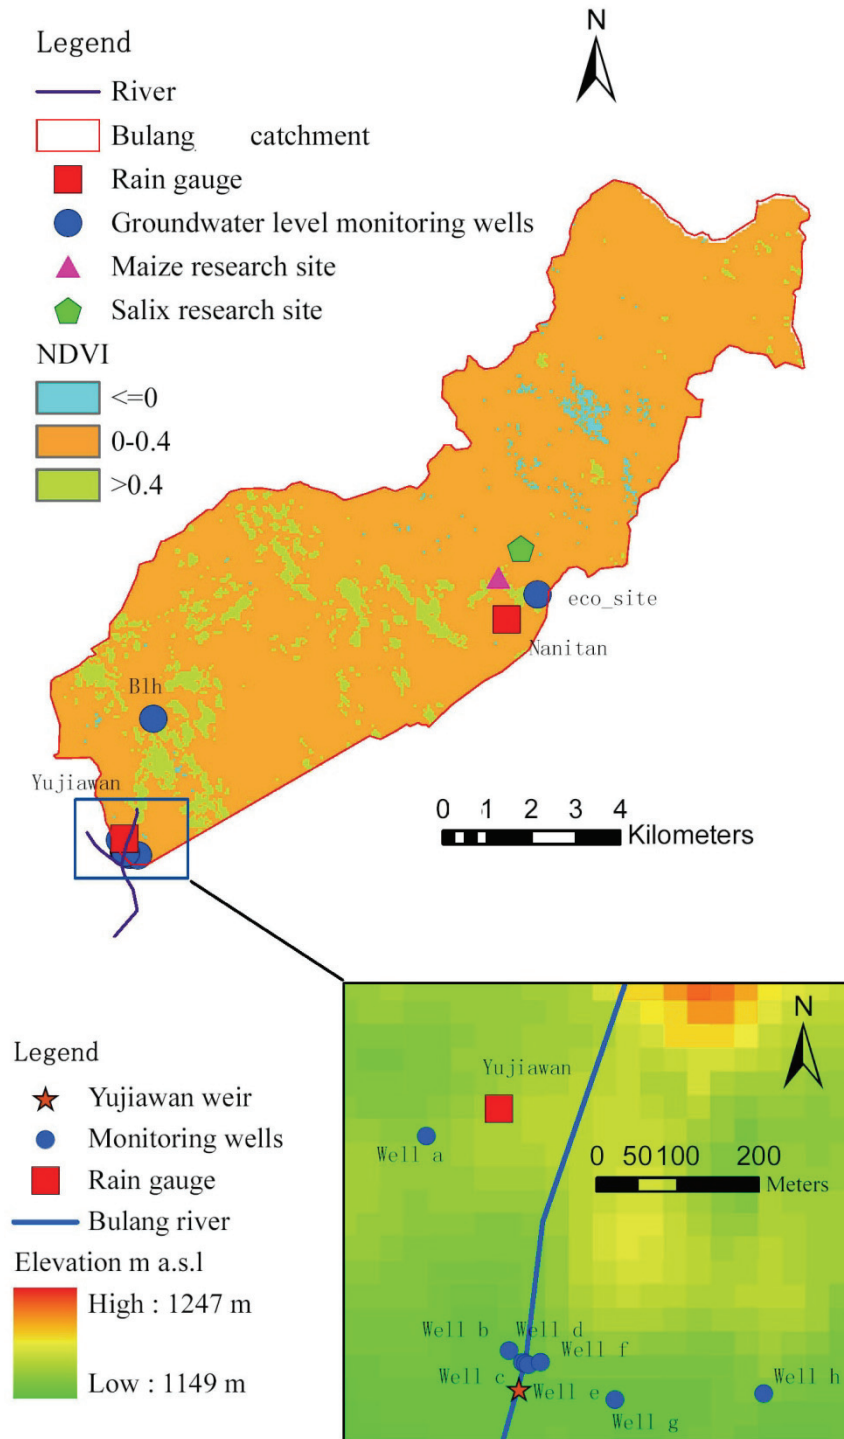 N
Legend
River
Bulang catchment
Rain gauge
Groundwater level monitoring wells
Maize research site
Salix research site
NDVI
<=0
0-0.4
>0.4
eco_site
Nanitan
Blh
Yujiawan
0 1 2 3 4
Kilometers
Legend
Yujiawan weir
Monitoring wells
Rain gauge
Bulang river
Elevation m a.s.l
High : 1247 m
Low : 1149 m
N
Yujiawan
Well a
0 50 100 200
Meters
Well b Well d
Well f
Well c
Well e
Well h
Well g